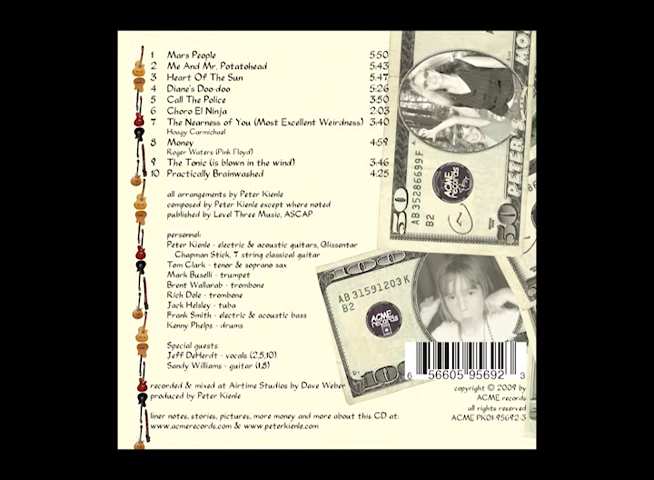 1 Mars People 5:50
2 Me And Mr. Potatohead 5:43
3 Heart Of The Sun 5:47
4 Diane's Doo-doo 5:26
5 Call The Police 3:50
6 Choro El Ninja 2:03
7 The Nearness of You (Most Excellent Weirdness) 3:40
Hoagy Carmichael
8 Money 4:59
Roger Waters (Pink Floyd)
9 The Tonic (is blown in the wind) 3:46
10 Practically Brainwashed 4:25
all arrangements by Peter Kienle
composed by Peter Kienle except where noted
published by Level Three Music, ASCAP
personnel:
Peter Kienle - electric & acoustic guitars, Glissentar
Chapman Stick, 7 string classical guitar
Tom Clark - tenor & soprano sax
Mark Buselli - trumpet
Brent Wallarab - trombone
Rich Dole - trombone
Jack Helsley - tuba
Frank Smith - electric & acoustic bass
Kenny Phelps - drums
Special guests
Jeff DeHerdt - vocals (2,5,10)
Sandy Williams - guitar (1,8)
recorded & mixed at Airtime Studios by Dave Weber
produced by Peter Kienle
liner notes, stories, pictures, more money and more about this CD at:
www.acmerecords.com & www.peterkienle.com
50
AB 35286699F
B2
ACME
records
PETER
MO
50
100
AB 31591203K
B2
ACME
records
100
6 56605 95692 3
copyright © 2009 by
ACME records
all rights reserved
ACME PK01-95692-3